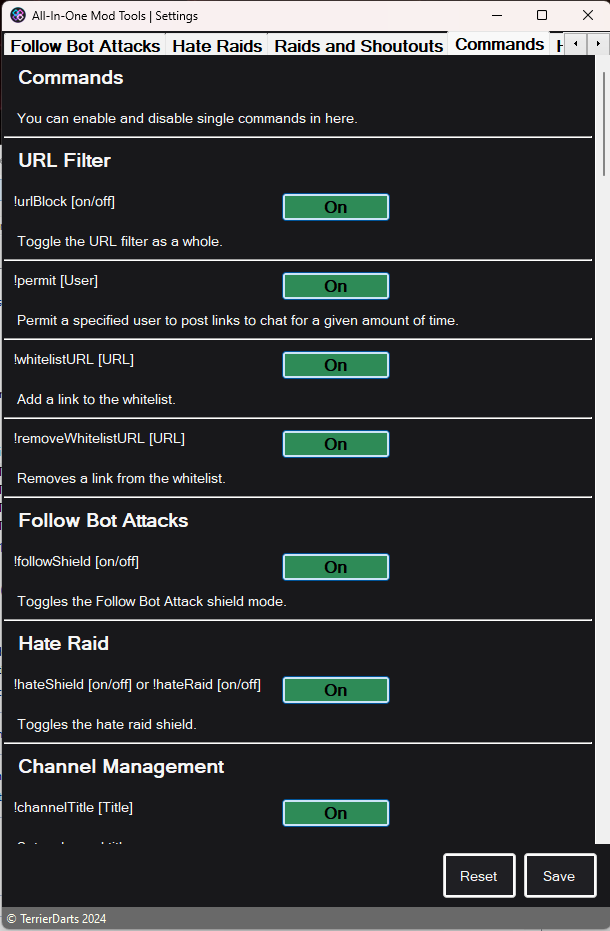 All-In-One Mod Tools | Settings
Follow Bot Attacks Hate Raids Raids and Shoutouts Commands
Commands
You can enable and disable single commands in here.
URL Filter
!urlBlock [on/off] On
Toggle the URL filter as a whole.
!permit [User] On
Permit a specified user to post links to chat for a given amount of time.
!whitelistURL [URL] On
Add a link to the whitelist.
!removeWhitelistURL [URL] On
Removes a link from the whitelist.
Follow Bot Attacks
!followShield [on/off] On
Toggles the Follow Bot Attack shield mode.
Hate Raid
!hateShield [on/off] or !hateRaid [on/off] On
Toggles the hate raid shield.
Channel Management
!channelTitle [Title] On
Reset Save
© TerrierDarts 2024